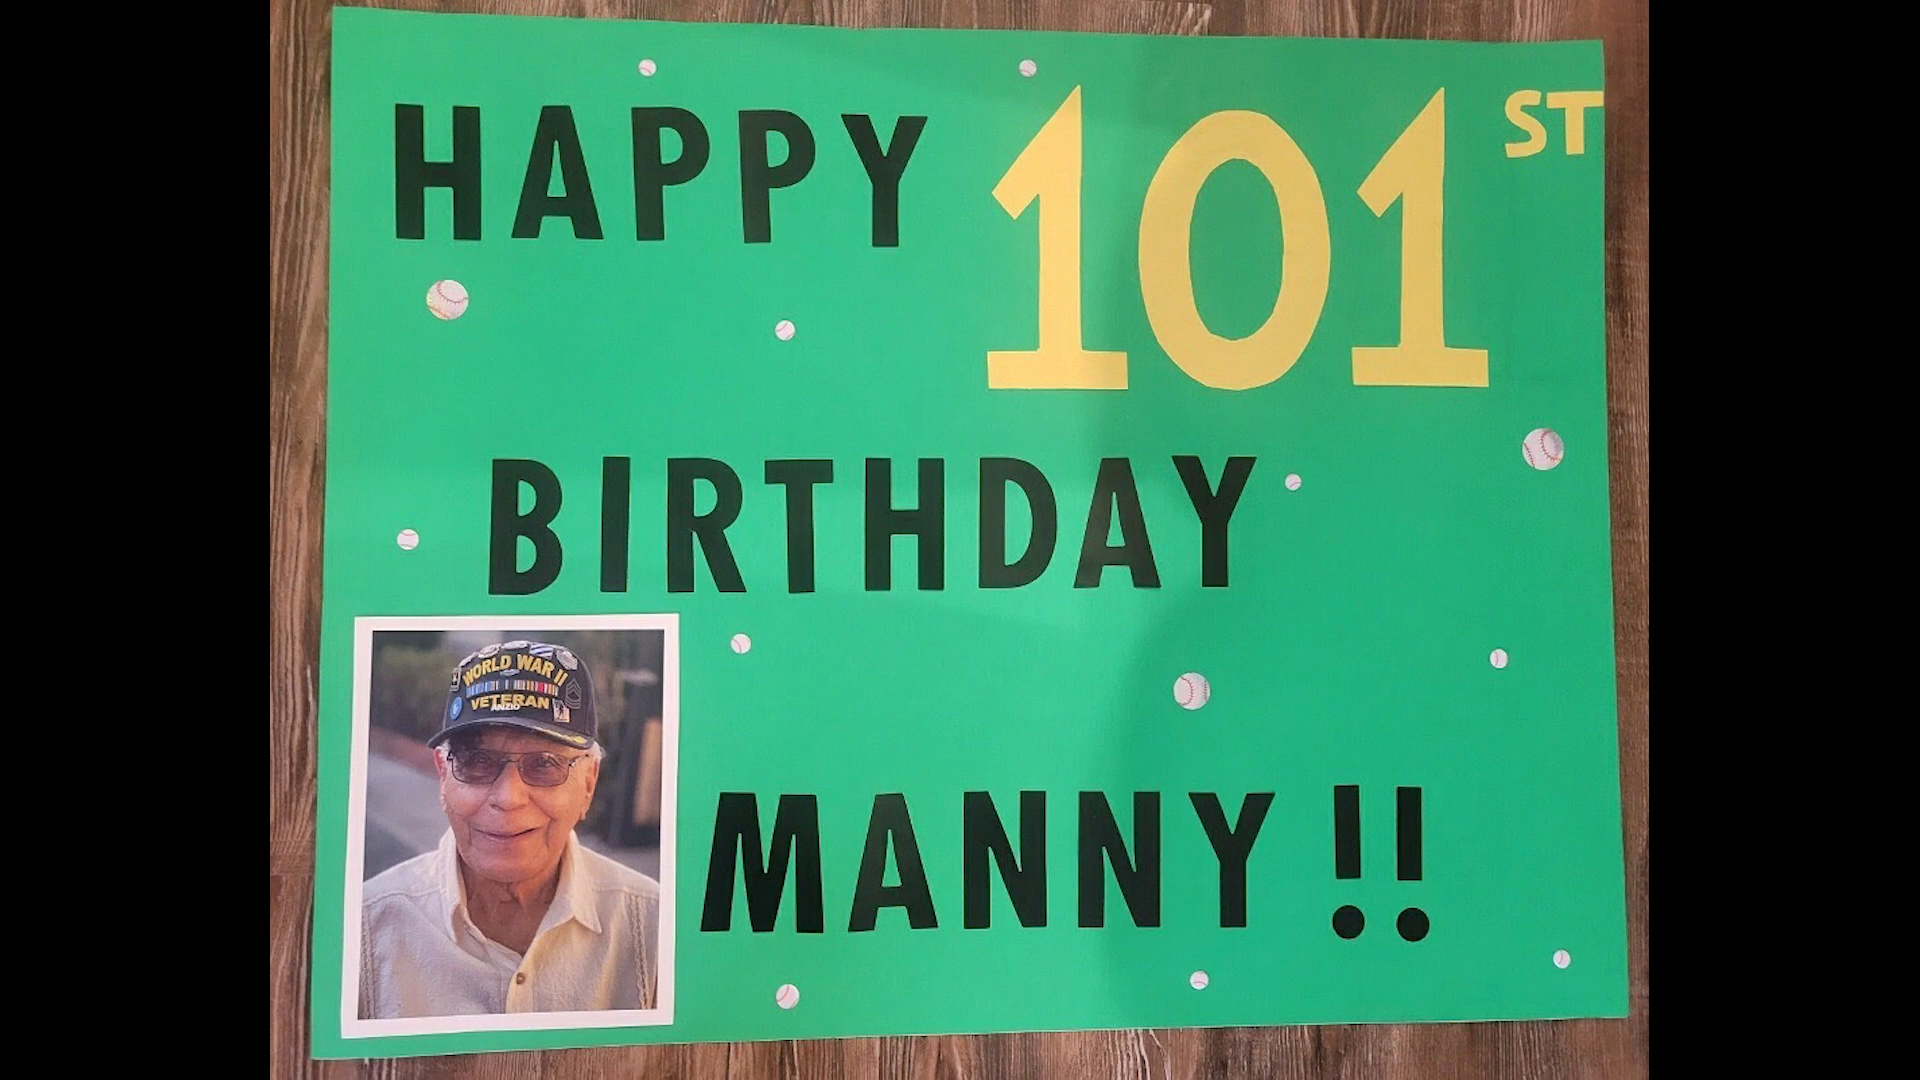 HAPPY 101ST
BIRTHDAY
WORLD WAR II
VETERAN
ANZIO
MANNY!!